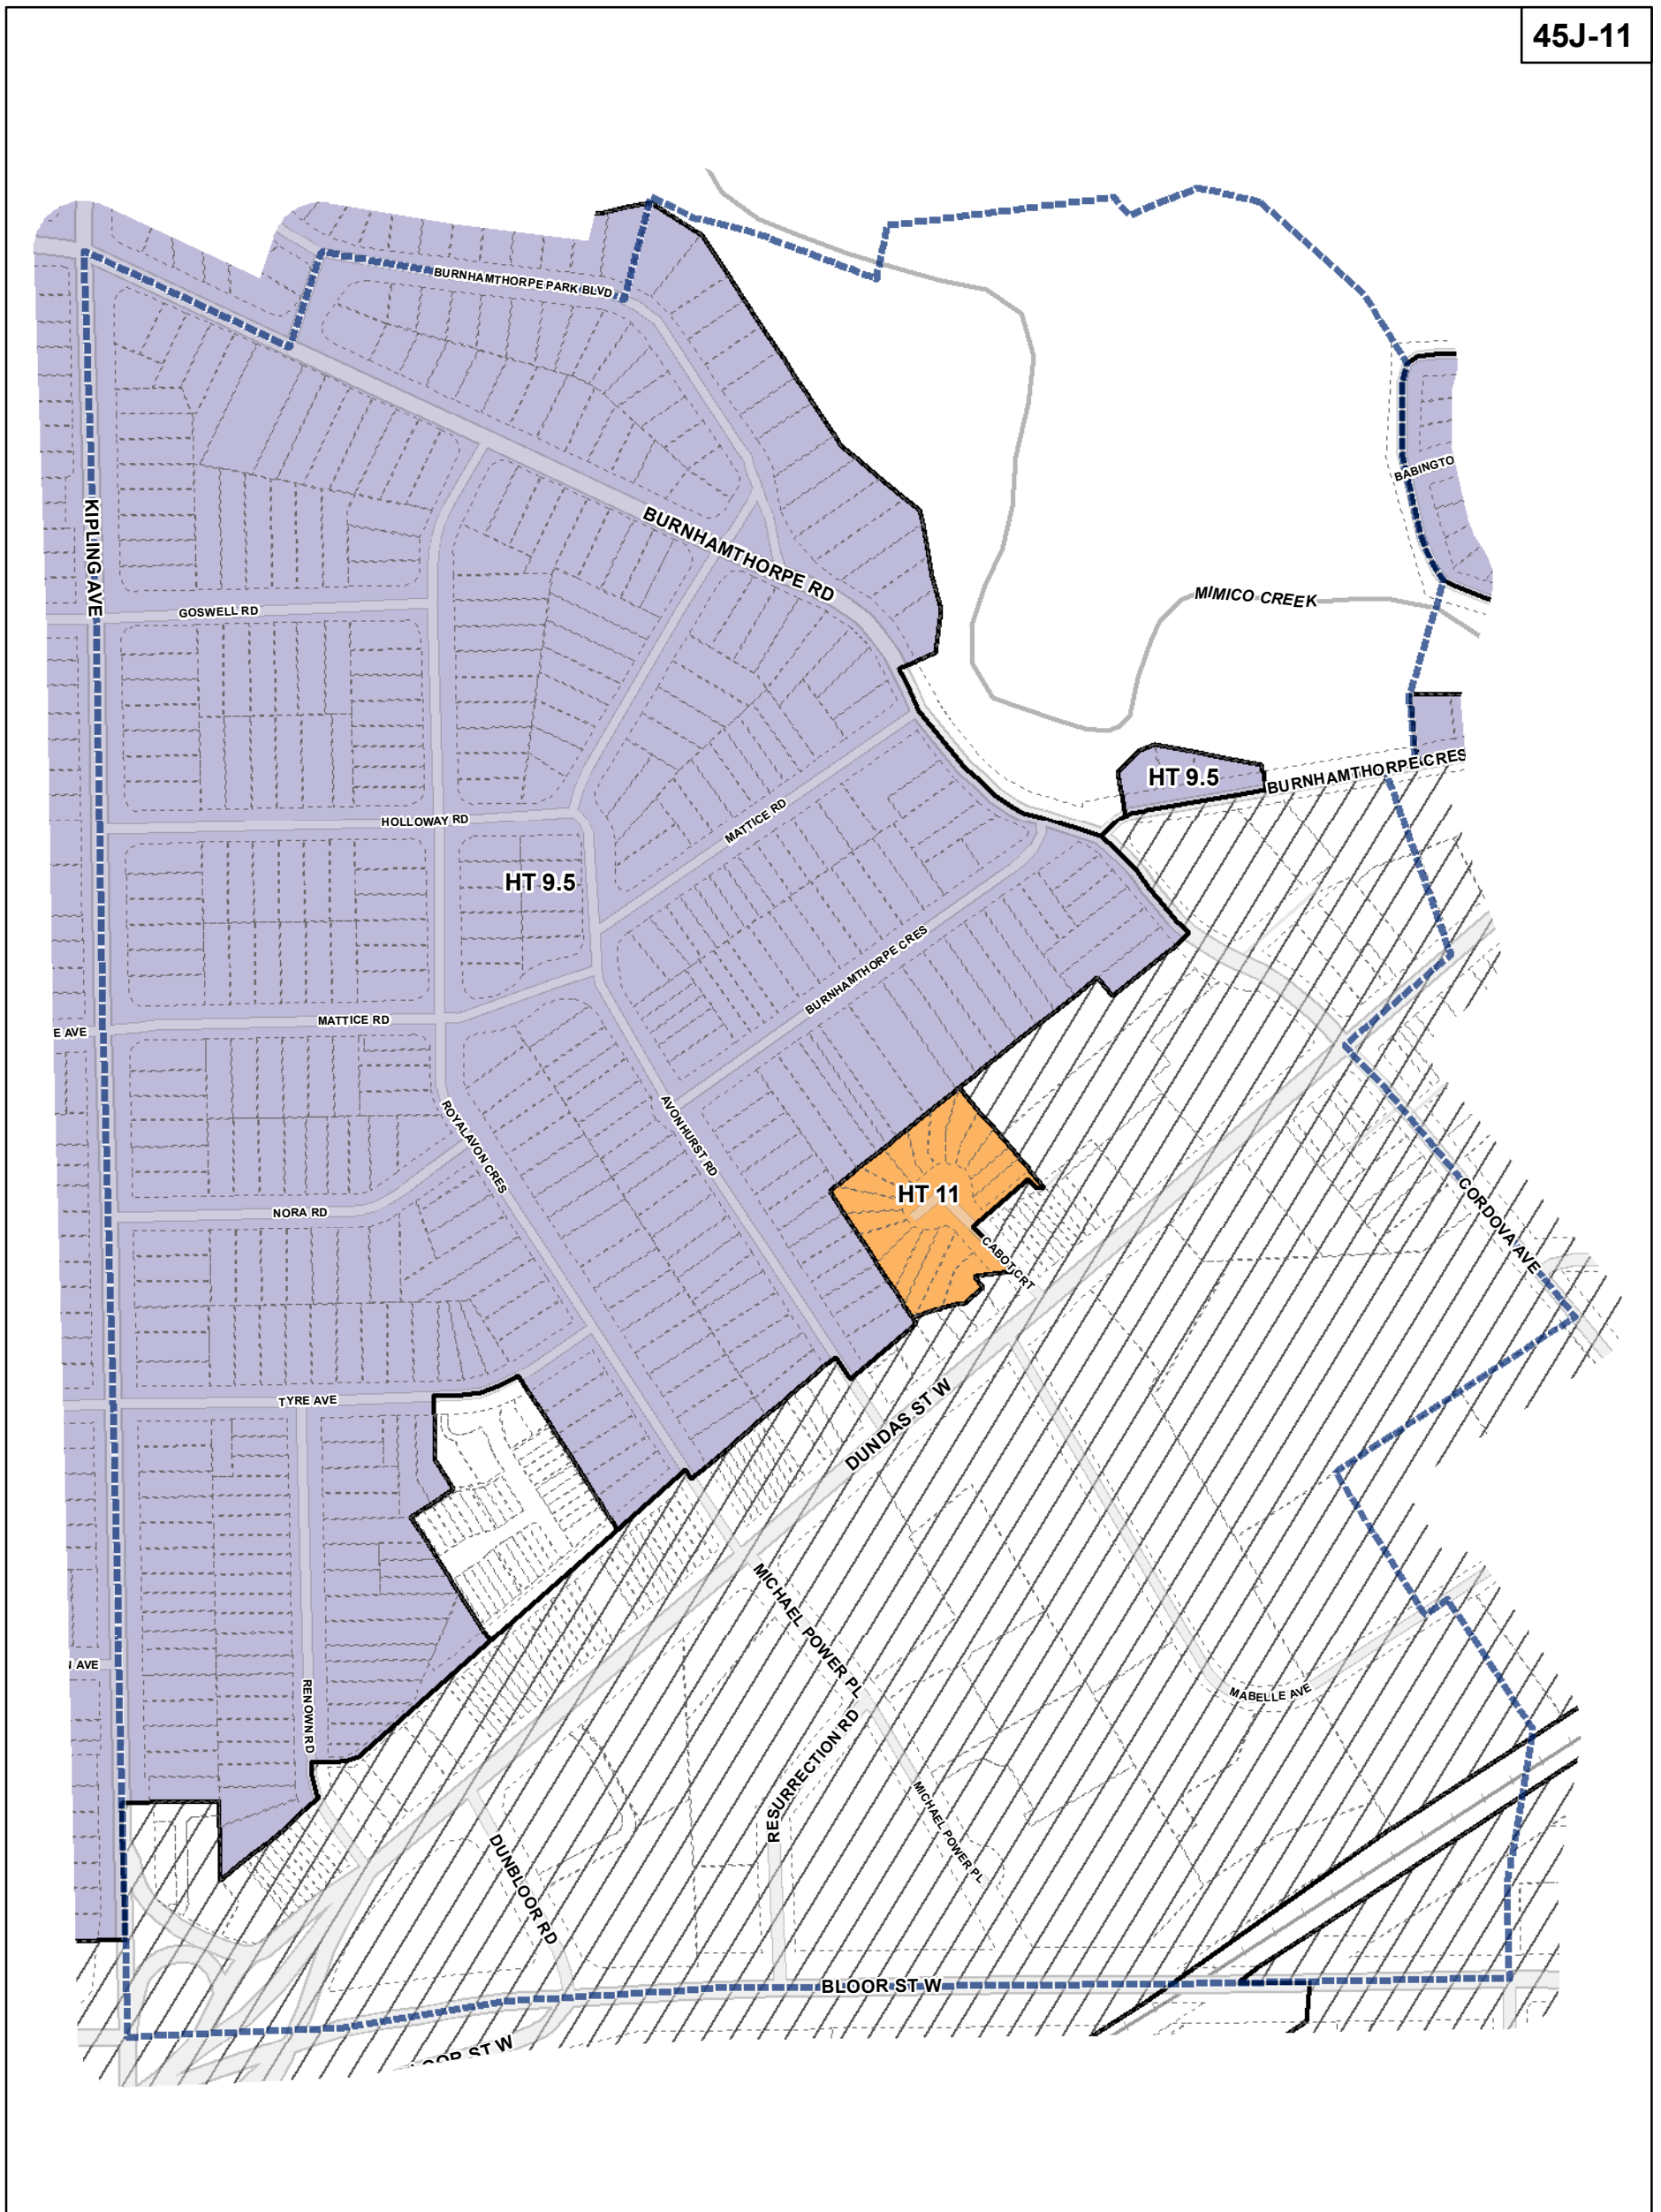 45J-11
BURNHAMTHORPE PARK BLVD
BABINGTO
KIPLING AVE
BURNHAMTHORPE RD
MIMICO CREEK
GOSWELL RD
BURNHAMTHORPE CRES
HT 9.5
HOLLOWAY RD
MATTICE RD
HT 9.5
BURNHAMTHORPE CRES
E AVE
MATTICE RD
ROYALAVON CRES
AVONHURST RD
HT 11
CORDOVA AVE
NORA RD
CABOT CRT
TYRE AVE
DUNDAS ST W
MICHAEL POWER PL
AVE
RENOWN RD
MABELLE AVE
RESURRECTION RD
MICHAEL POWER PL
DUNBLOOR RD
BLOOR ST W
LOOR ST W